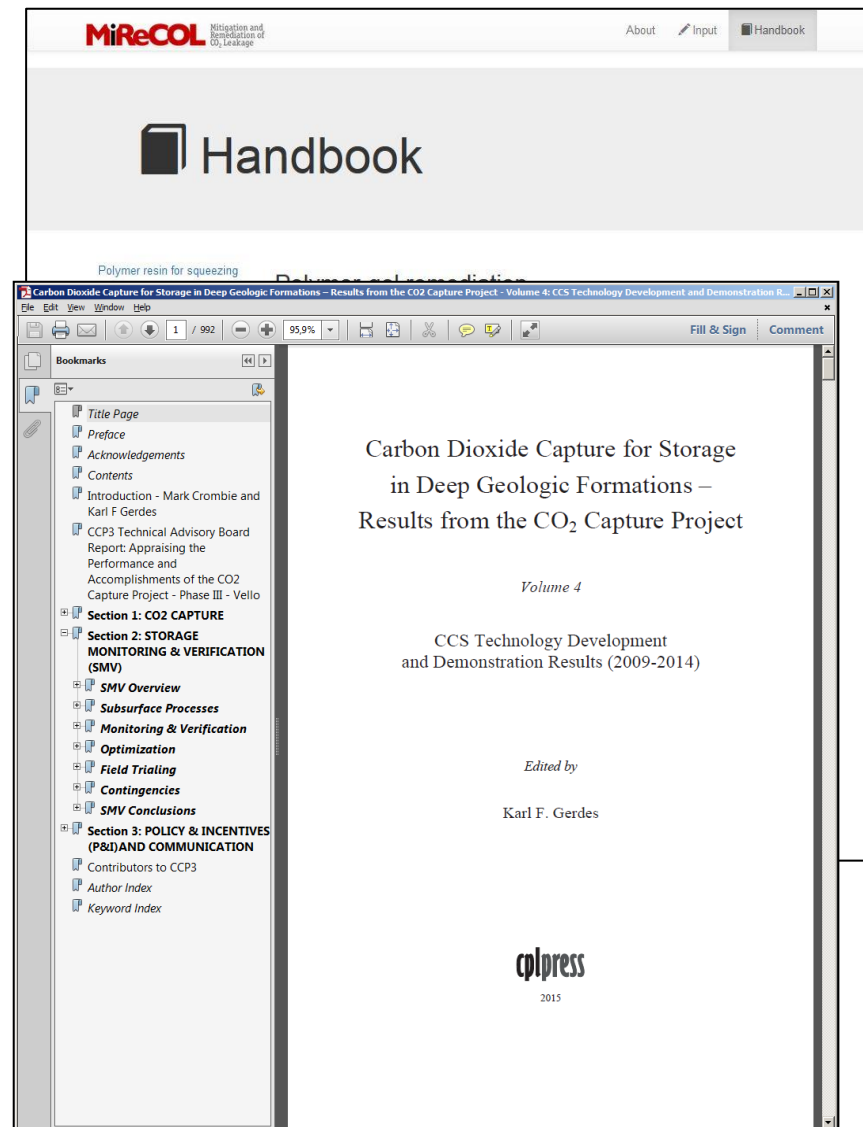 MiReCOL Mitigation and
Remediation of
CO₂ Leakage
About Input Handbook
Handbook
Polymer resin for squeezing
Polymer gel remediation
Carbon Dioxide Capture for Storage in Deep Geologic Formations – Results from the CO2 Capture Project - Volume 4: CCS Technology Development and Demonstration R...
File Edit View Window Help
1 / 992 95,9% Fill & Sign Comment
Bookmarks
Title Page
Preface
Acknowledgements
Contents
Introduction - Mark Crombie and
Karl F Gerdes
CCP3 Technical Advisory Board
Report: Appraising the
Performance and
Accomplishments of the CO2
Capture Project - Phase III - Vello
Section 1: CO2 CAPTURE
Section 2: STORAGE
MONITORING & VERIFICATION
(SMV)
SMV Overview
Subsurface Processes
Monitoring & Verification
Optimization
Field Trialing
Contingencies
SMV Conclusions
Section 3: POLICY & INCENTIVES
(P&I)AND COMMUNICATION
Contributors to CCP3
Author Index
Keyword Index
Carbon Dioxide Capture for Storage
in Deep Geologic Formations –
Results from the CO₂ Capture Project
Volume 4
CCS Technology Development
and Demonstration Results (2009-2014)
Edited by
Karl F. Gerdes
cplpress
2015